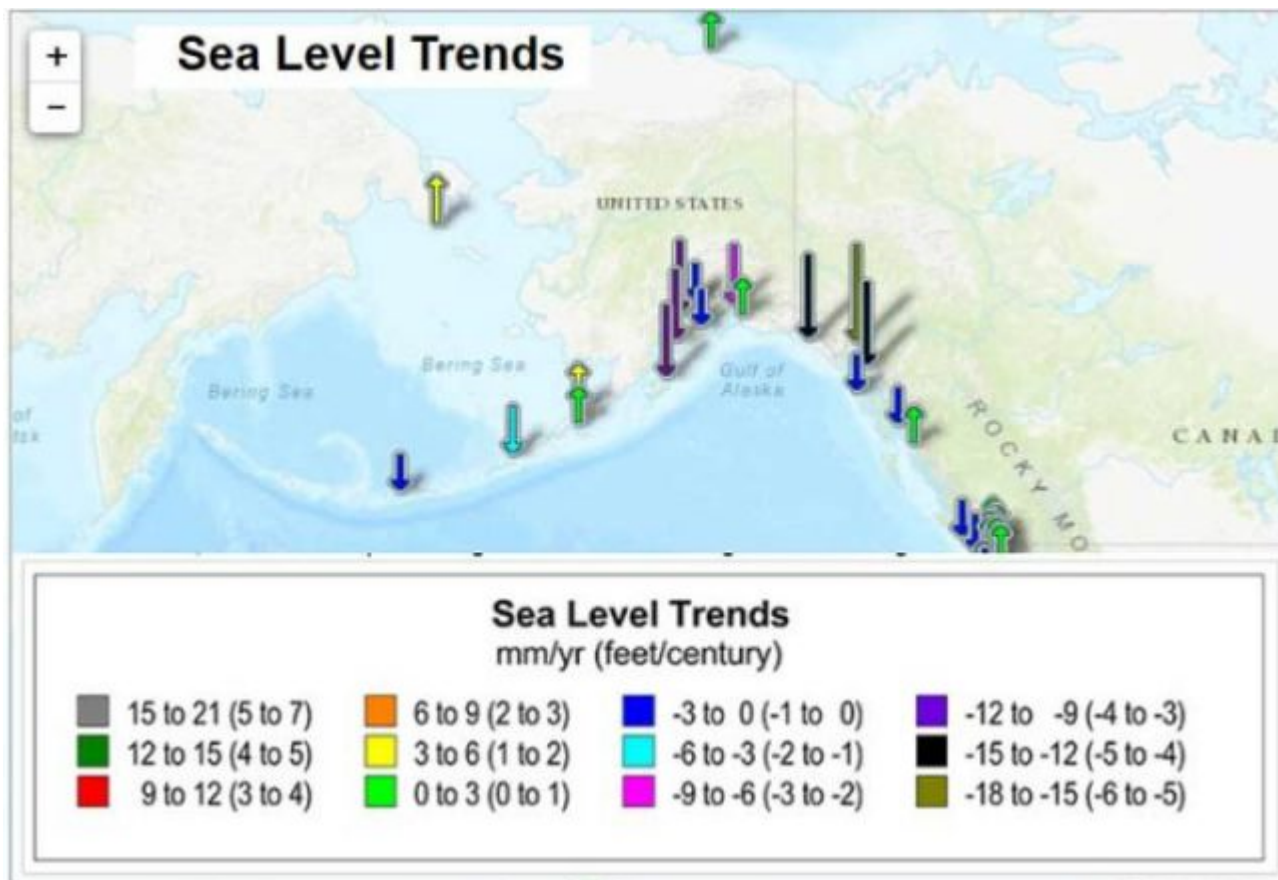 +
Sea Level Trends
−
UNITED STATES
Bering Sea
Bering Sea
Gulf of
Alaska
of
tsk
ROCKY MO
CANA
Sea Level Trends
mm/yr (feet/century)
15 to 21 (5 to 7)
12 to 15 (4 to 5)
9 to 12 (3 to 4)
6 to 9 (2 to 3)
3 to 6 (1 to 2)
0 to 3 (0 to 1)
-3 to 0 (-1 to 0)
-6 to -3 (-2 to -1)
-9 to -6 (-3 to -2)
-12 to -9 (-4 to -3)
-15 to -12 (-5 to -4)
-18 to -15 (-6 to -5)